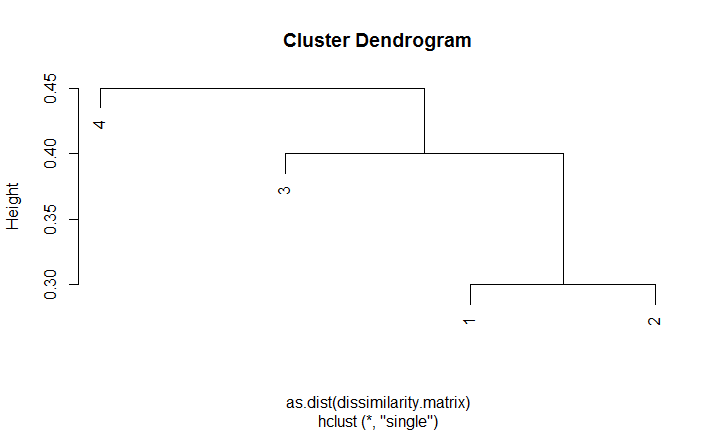 Cluster Dendrogram
Height
0.45
0.40
0.35
0.30
4
3
1
2
as.dist(dissimilarity.matrix)
hclust (*, "single")